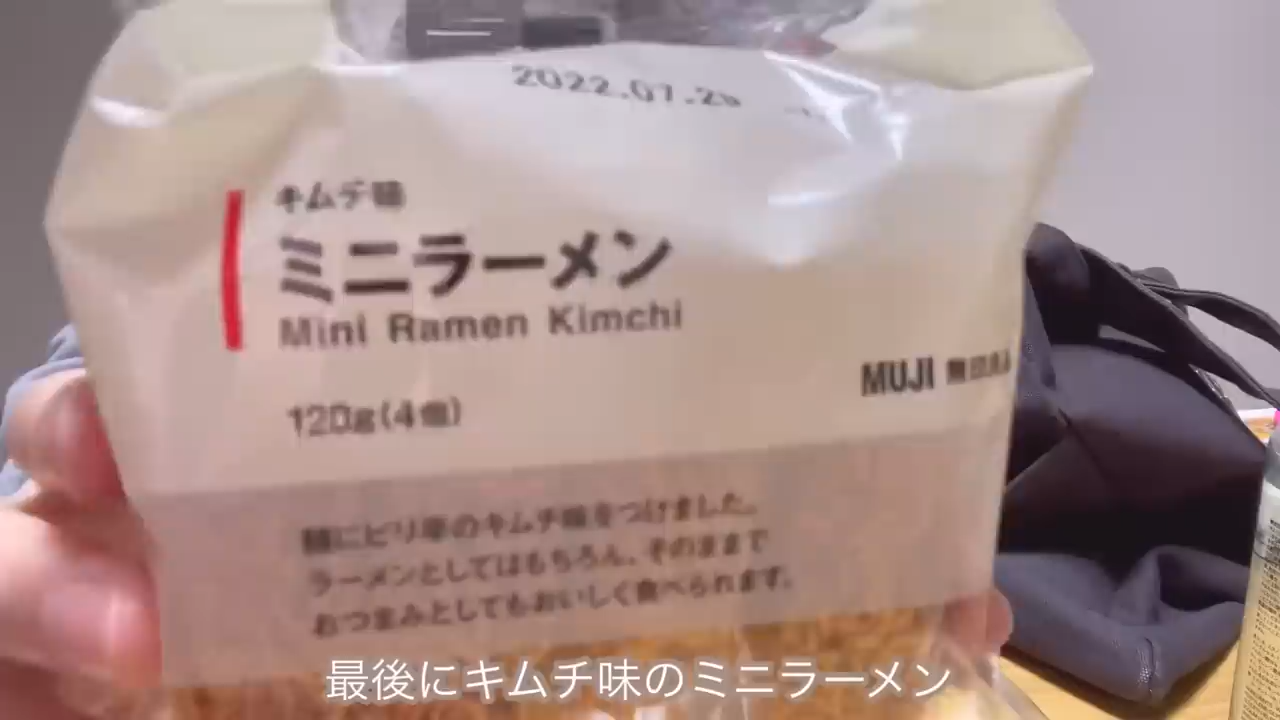 2022.07.2
キムチ味
ミニラーメン
Mini Ramen Kimchi
MUJI 無印良品
120g(4個)
麺にピリ辛のキムチ味をつけました。
ラーメンとしてはもちろん、そのままで
おつまみとしてもおいしく食べられます。
最後にキムチ味のミニラーメン